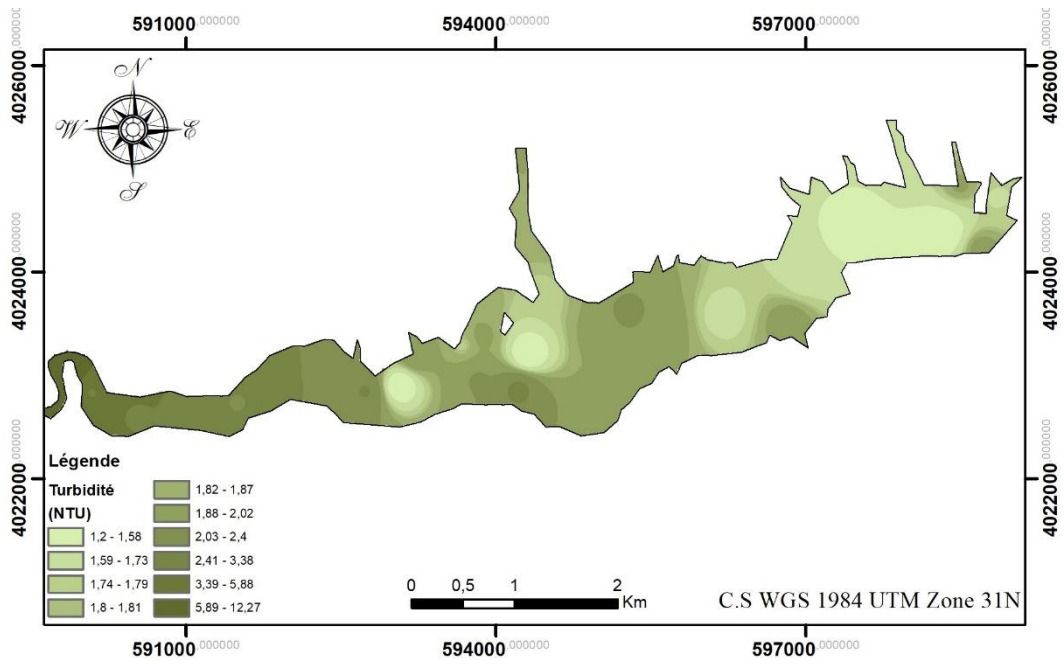 591000,000000 594000,000000 597000,000000
4026000,000000 4026000,000000
N
W E
S
4024000,000000 4024000,000000
4022000,000000 4022000,000000
Légende
Turbidité
(NTU)
1,2 - 1,58
1,59 - 1,73
1,74 - 1,79
1,8 - 1,81
1,82 - 1,87
1,88 - 2,02
2,03 - 2,4
2,41 - 3,38
3,39 - 5,88
5,89 - 12,27
0 0,5 1 2
Km
C.S WGS 1984 UTM Zone 31N
591000,000000 594000,000000 597000,000000